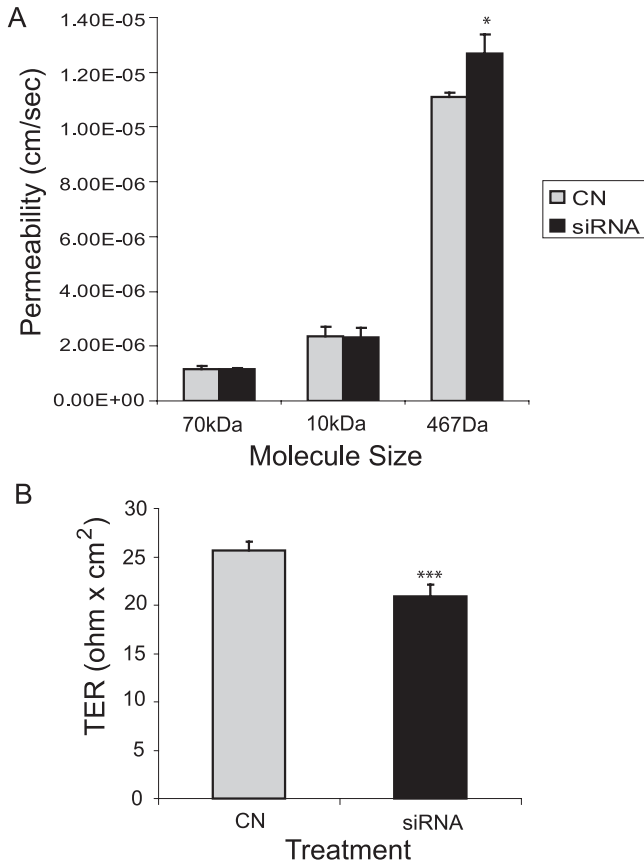 A
Permeability (cm/sec)
1.40E-05
1.20E-05
1.00E-05
8.00E-06
6.00E-06
4.00E-06
2.00E-06
0.00E+00
*
70kDa 10kDa 467Da
Molecule Size
CN
siRNA
B
TER (ohm x cm²)
30
25
20
15
10
5
0
***
CN siRNA
Treatment